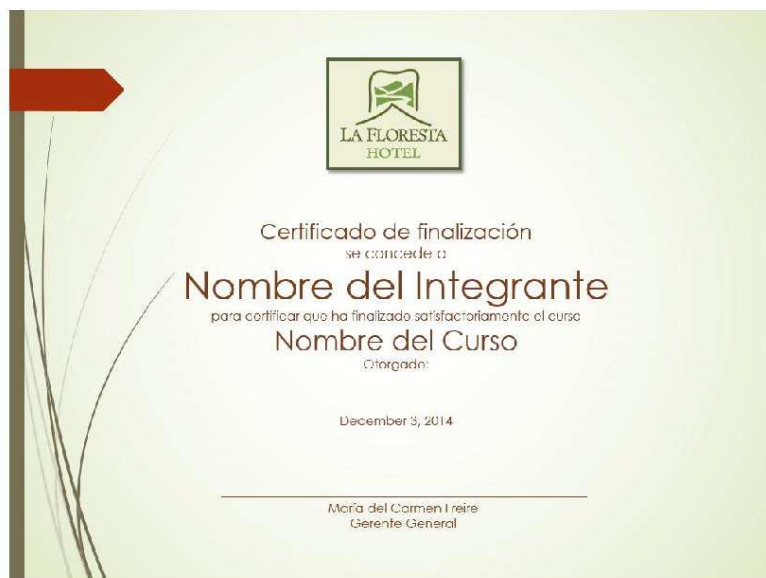 LA FLORESTA
HOTEL
Certificado de finalización
se concede a
Nombre del Integrante
para certificar que ha finalizado satisfactoriamente el curso
Nombre del Curso
Otorgado:
December 3, 2014
María del Carmen Freire
Gerente General